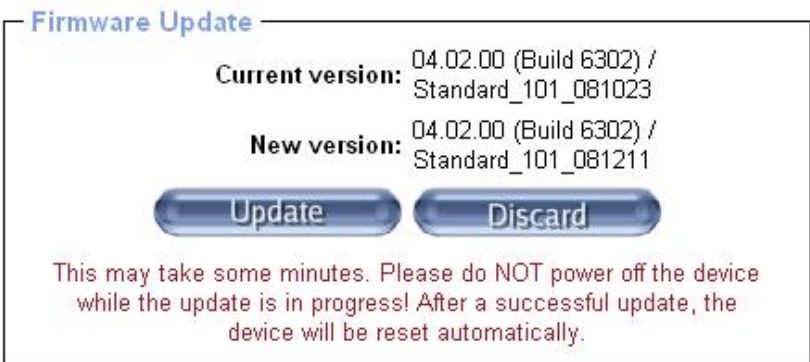 Firmware Update
Current version: 04.02.00 (Build 6302) /
Standard_101_081023
New version: 04.02.00 (Build 6302) /
Standard_101_081211
Update
Discard
This may take some minutes. Please do NOT power off the device
while the update is in progress! After a successful update, the
device will be reset automatically.